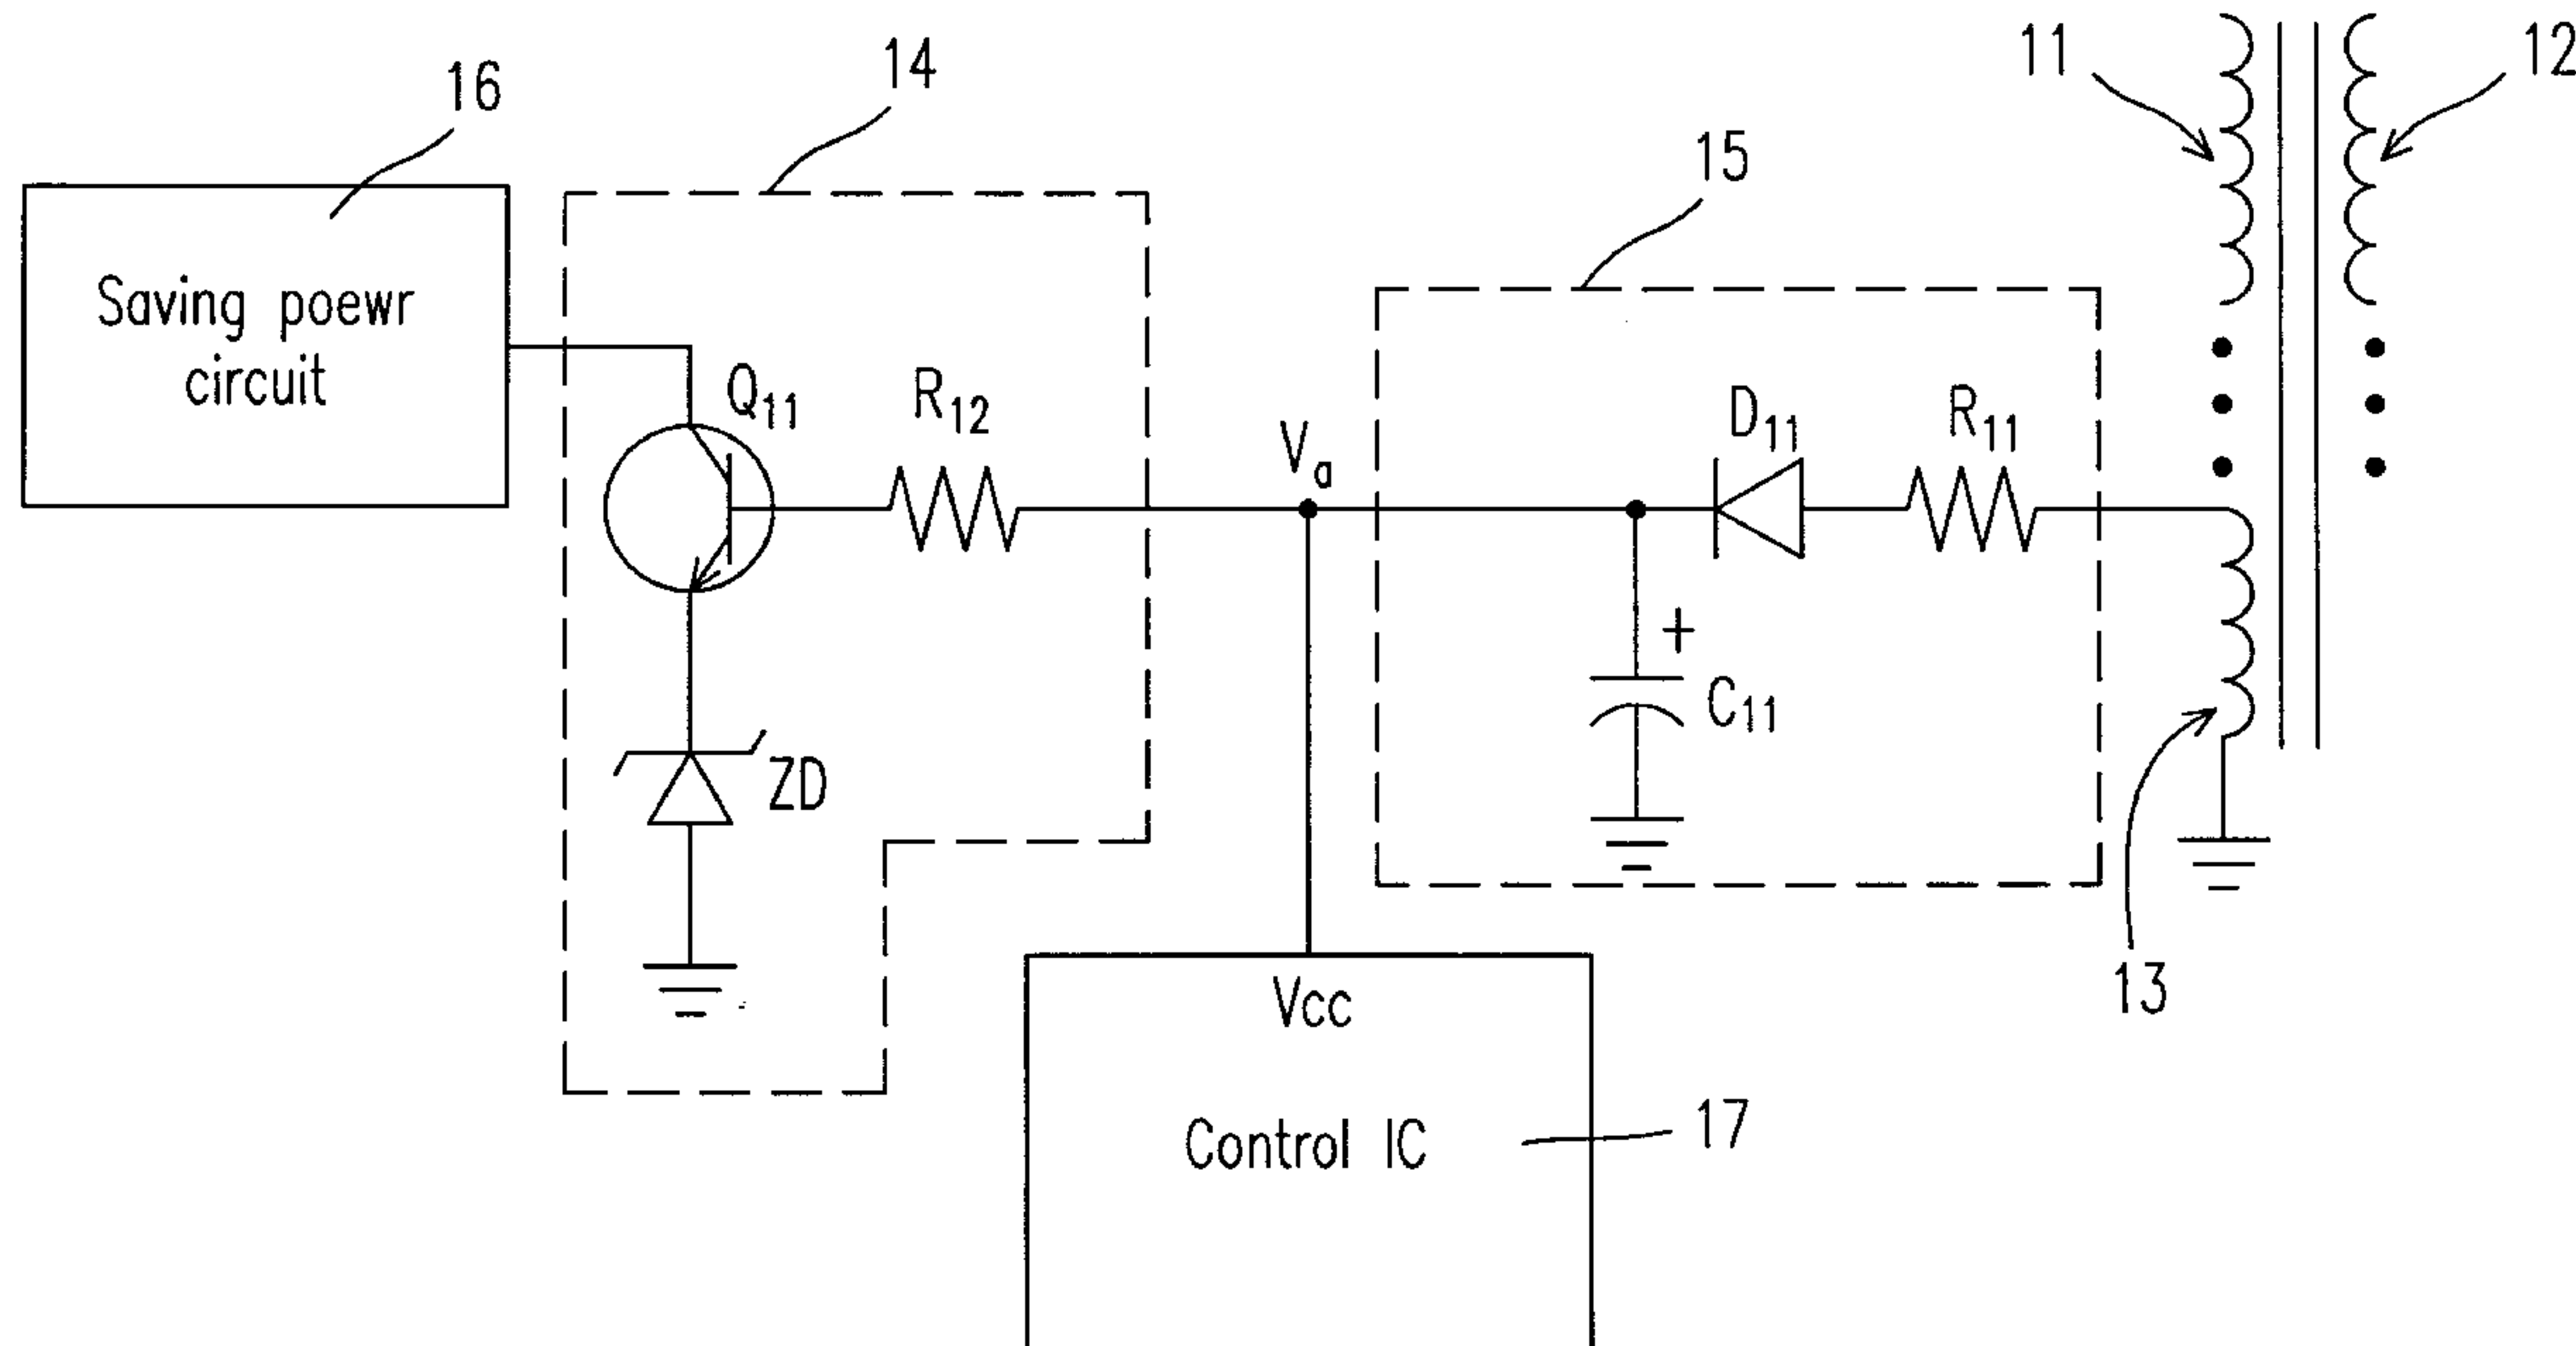 11
12
14
16
15
Saving poewr
circuit
Q11
R12
Va
D11
R11
+
C11
ZD
13
Vcc
Control IC
17